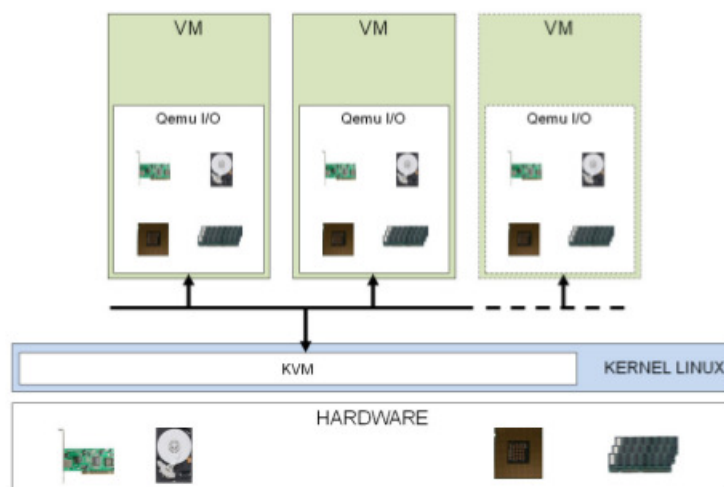 VM
VM
VM
Qemu I/O
Qemu I/O
Qemu I/O
KVM
KERNEL LINUX
HARDWARE